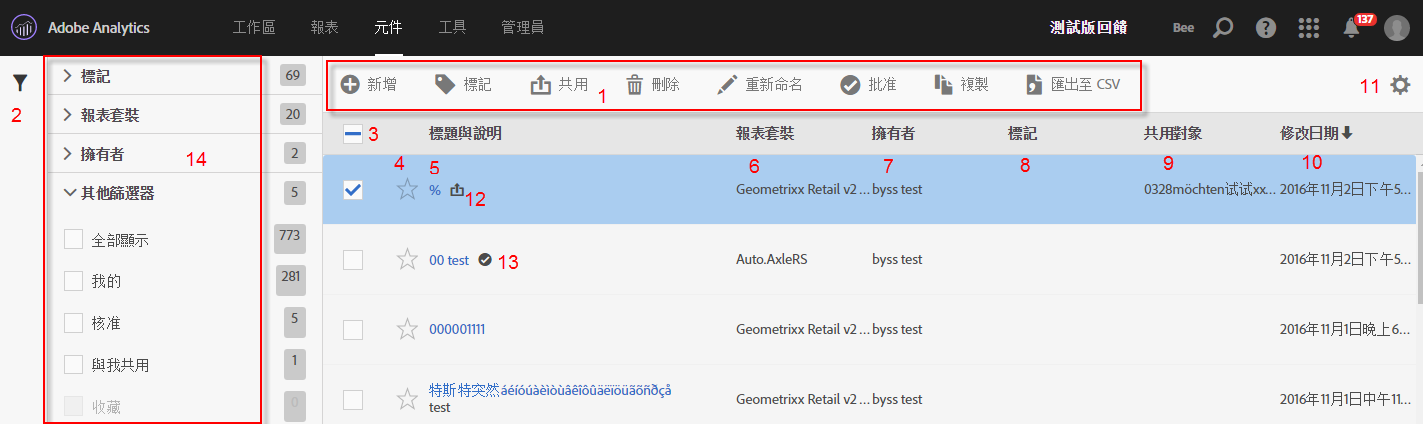 Adobe Analytics 工作區 報表 元件 工具 管理員 測試版回饋 Bee 137
2
標記 69
報表套裝 20
擁有者 2
14
其他篩選器 5
全部顯示 773
我的 281
核准 5
與我共用 1
收藏 0
新增 標記 共用 刪除 重新命名 批准 複製 匯出至 CSV
1
11
3 標題與說明 報表套裝 擁有者 標記 共用對象 修改日期
4 5 6 7 8 9 10
% 12 Geometrixx Retail v2 ... byss test 0328möchten试试xx... 2016年11月2日下午5...
00 test 13 Auto.AxleRS byss test 2016年11月2日下午5...
000001111 Geometrixx Retail v2 ... byss test 2016年11月1日晚上6...
特斯特突然áéíóúàèìòùâêîôûäëïöüãõñðçå
test Geometrixx Retail v2 ... byss test 2016年11月1日中午11...